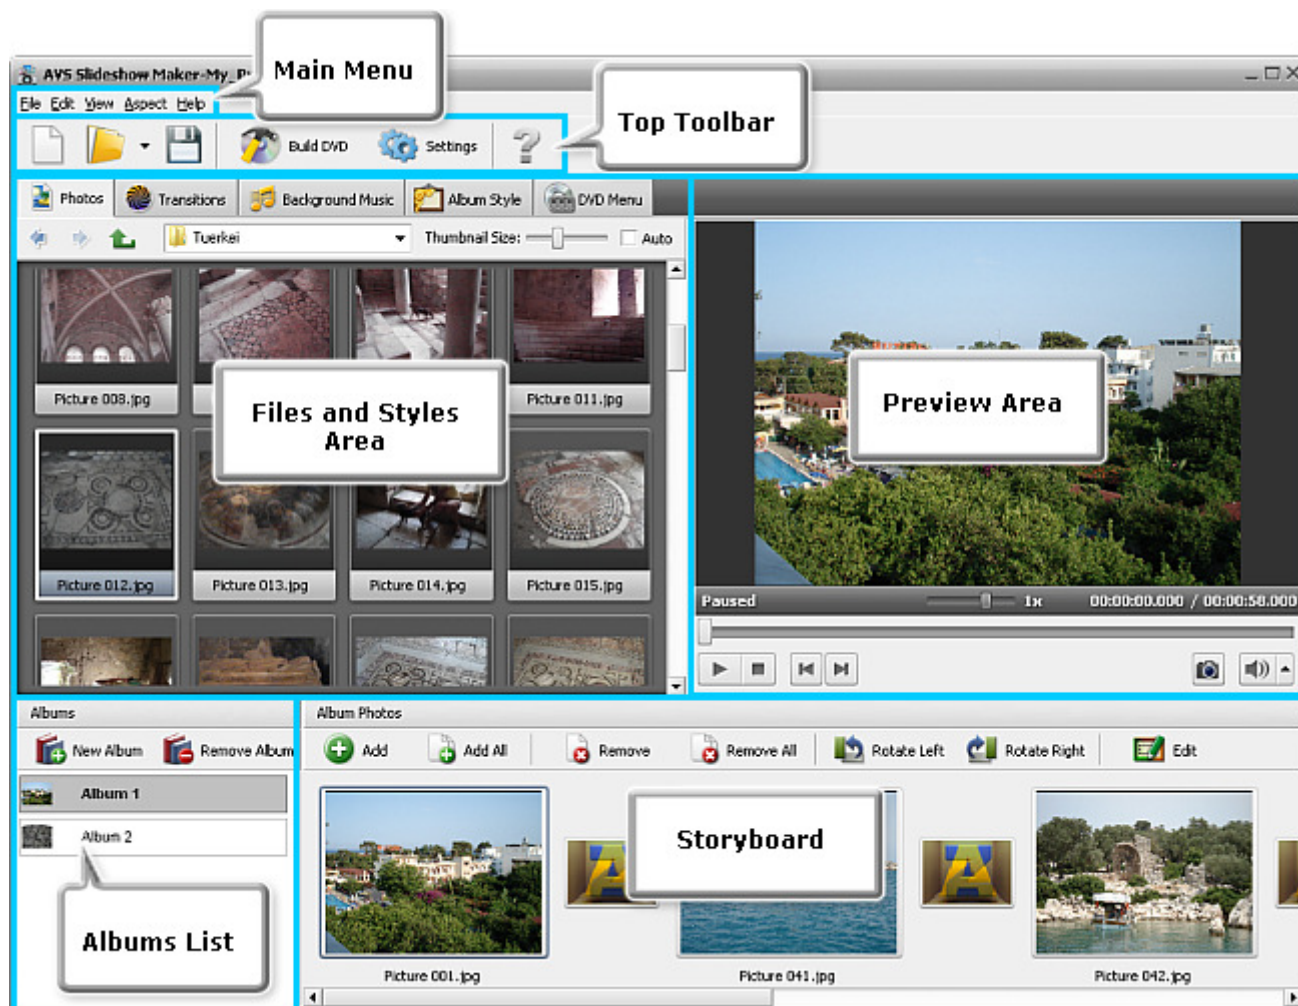 Main Menu
AVS Slideshow Maker-My_P
File Edit View Aspect Help
Top Toolbar
Build DVD Settings
Photos Transitions Background Music Album Style DVD Menu
Tuerkei Thumbnail Size: Auto
Picture 008.jpg Picture 011.jpg
Files and Styles
Area
Preview Area
Picture 012.jpg Picture 013.jpg Picture 014.jpg Picture 015.jpg
Paused 1x 00:00:00.000 / 00:00:58.000
Albums
New Album Remove Album
Album 1
Album 2
Albums List
Album Photos
Add Add All Remove Remove All Rotate Left Rotate Right Edit
Storyboard
A A
Picture 001.jpg Picture 041.jpg Picture 042.jpg